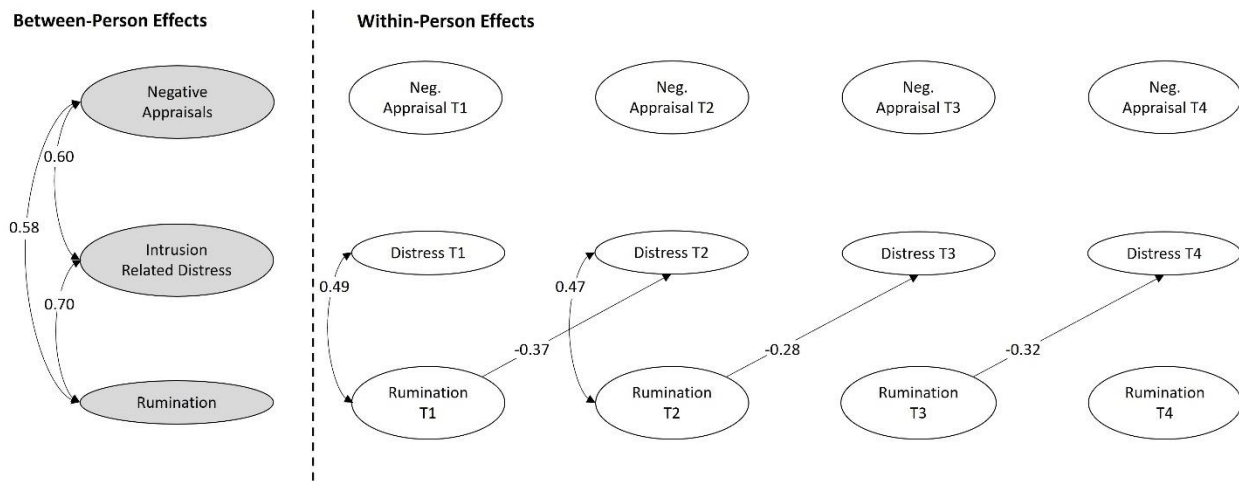 Between-Person Effects
Within-Person Effects
Negative
Appraisals
Neg.
Appraisal T1
Neg.
Appraisal T2
Neg.
Appraisal T3
Neg.
Appraisal T4
0.60
0.58
Intrusion
Related Distress
Distress T1
Distress T2
Distress T3
Distress T4
0.70
0.49
0.47
-0.37
-0.28
-0.32
Rumination
Rumination
T1
Rumination
T2
Rumination
T3
Rumination
T4